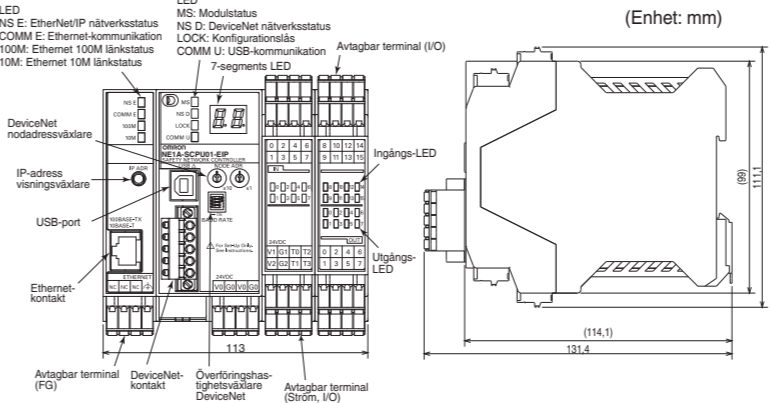 LED
NS E: EtherNet/IP nätverksstatus
COMM E: Ethernet-kommunikation
100M: Ethernet 100M länkstatus
10M: Ethernet 10M länkstatus
LED
MS: Modulstatus
NS D: DeviceNet nätverksstatus
LOCK: Konfigurationslås
COMM U: USB-kommunikation
7-segments LED
Avtagbar terminal (I/O)
(Enhet: mm)
DeviceNet
nodadressväxlare
IP-adress
visningsväxlare
USB-port
Ethernet-
kontakt
Avtagbar terminal
(FG)
DeviceNet-
kontakt
Överföringshas-
tighetsväxlare
DeviceNet
Avtagbar terminal
(Ström, I/O)
Ingångs-LED
Utgångs-
LED
NS E
COMM E
100M
10M
IP ADR
100BASE-TX
10BASE-T
ETHERNET
NC NC NC
MS
NS D
LOCK
COMM U
OMRON
NE1A-SCPU01-EIP
SAFETY NETWORK CONTROLLER
USB
NODE ADR
x10 x1
BAUD RATE
For Set-Up Only.
See Instructions.
24VDC
V0 G0 V0 G0
0 2 4 6
1 3 5 7
IN
8 10 12 14
9 11 13 15
24VDC
V1 G1 T0 T2
V2 G2 T1 T3
OUT
0 2 4 6
1 3 5 7
113
(99)
111,1
(114,1)
131,4